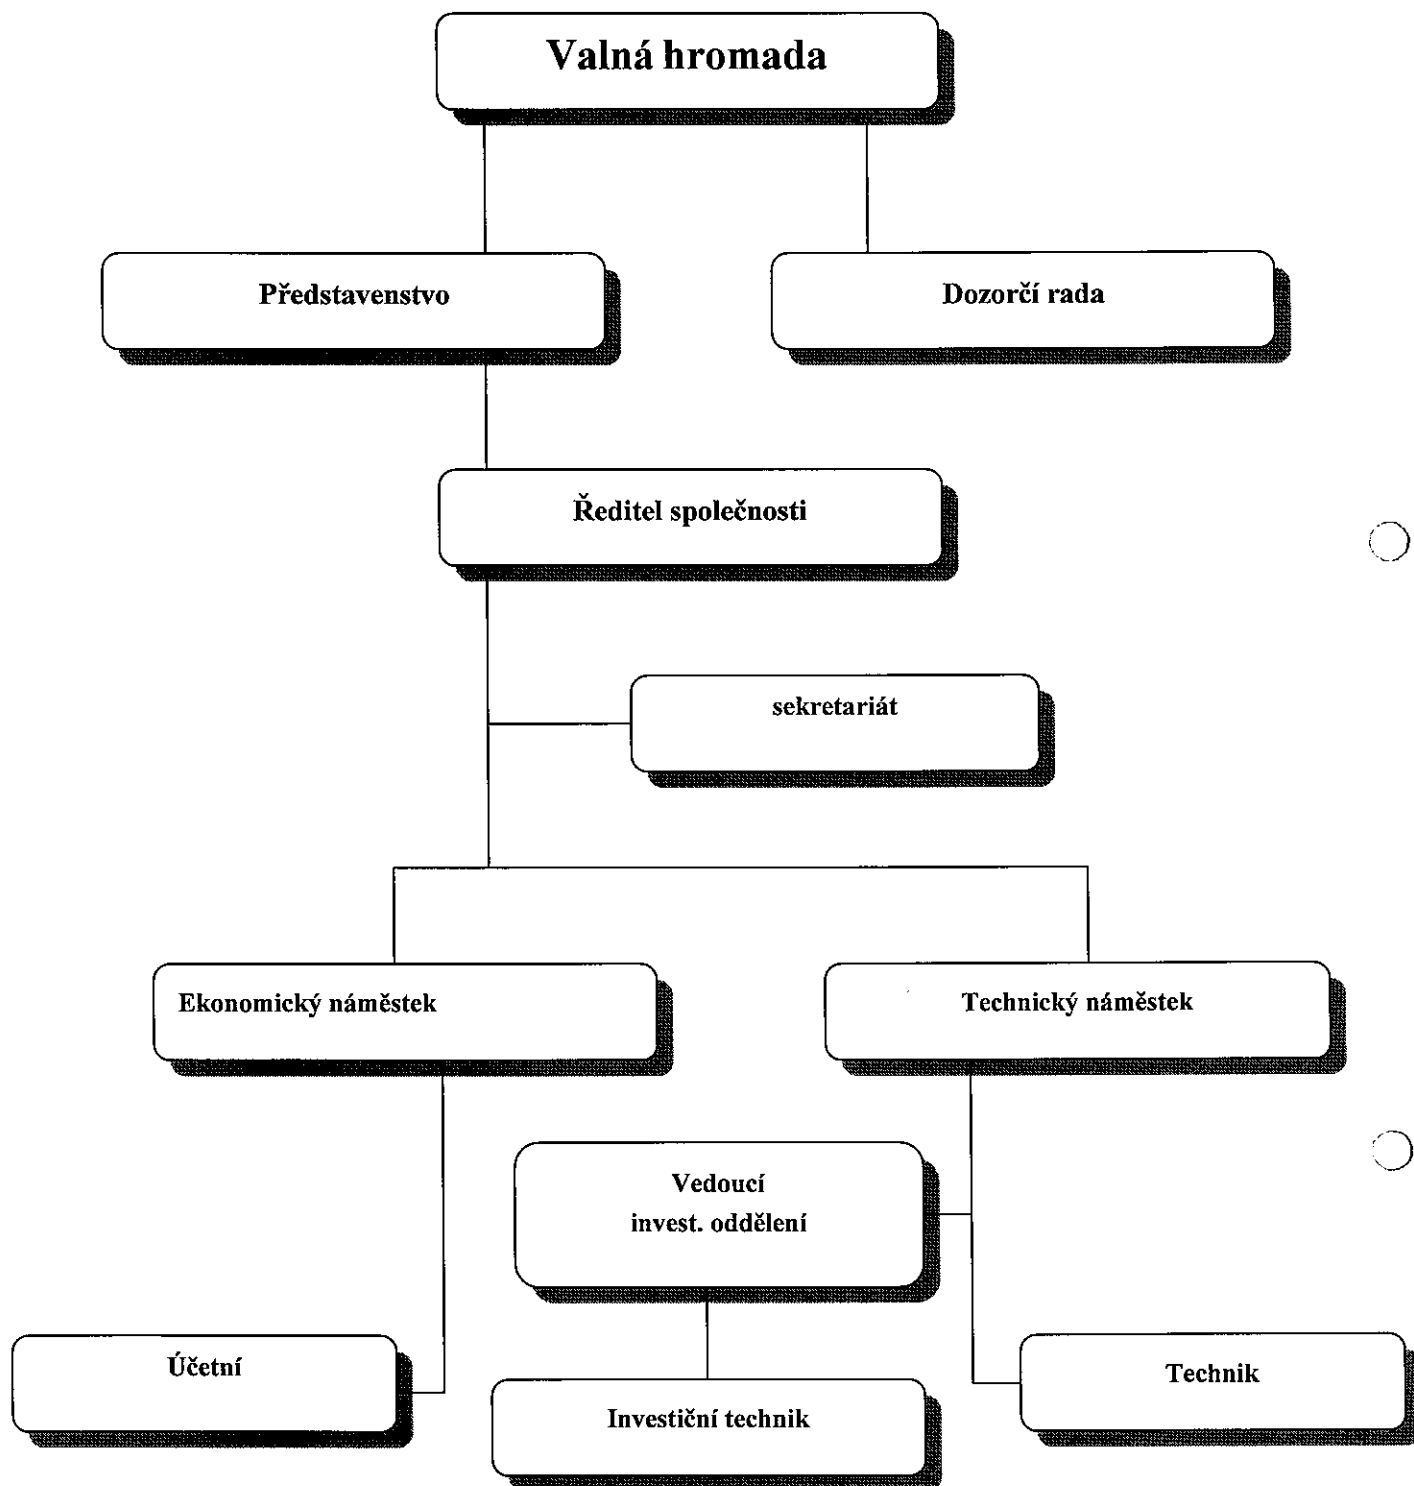 Valná hromada
Představenstvo
Dozorčí rada
Ředitel společnosti
sekretariát
Ekonomický náměstek
Technický náměstek
Vedoucí
invest. oddělení
Účetní
Technik
Investiční technik